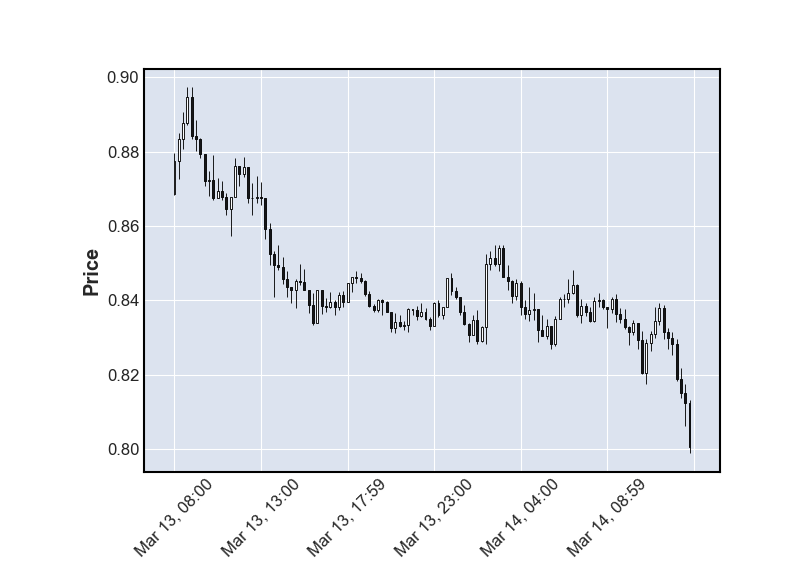 0.90
0.88
0.86
0.84
0.82
0.80
Price
Mar 13, 08:00
Mar 13, 13:00
Mar 13, 17:59
Mar 13, 23:00
Mar 14, 04:00
Mar 14, 08:59